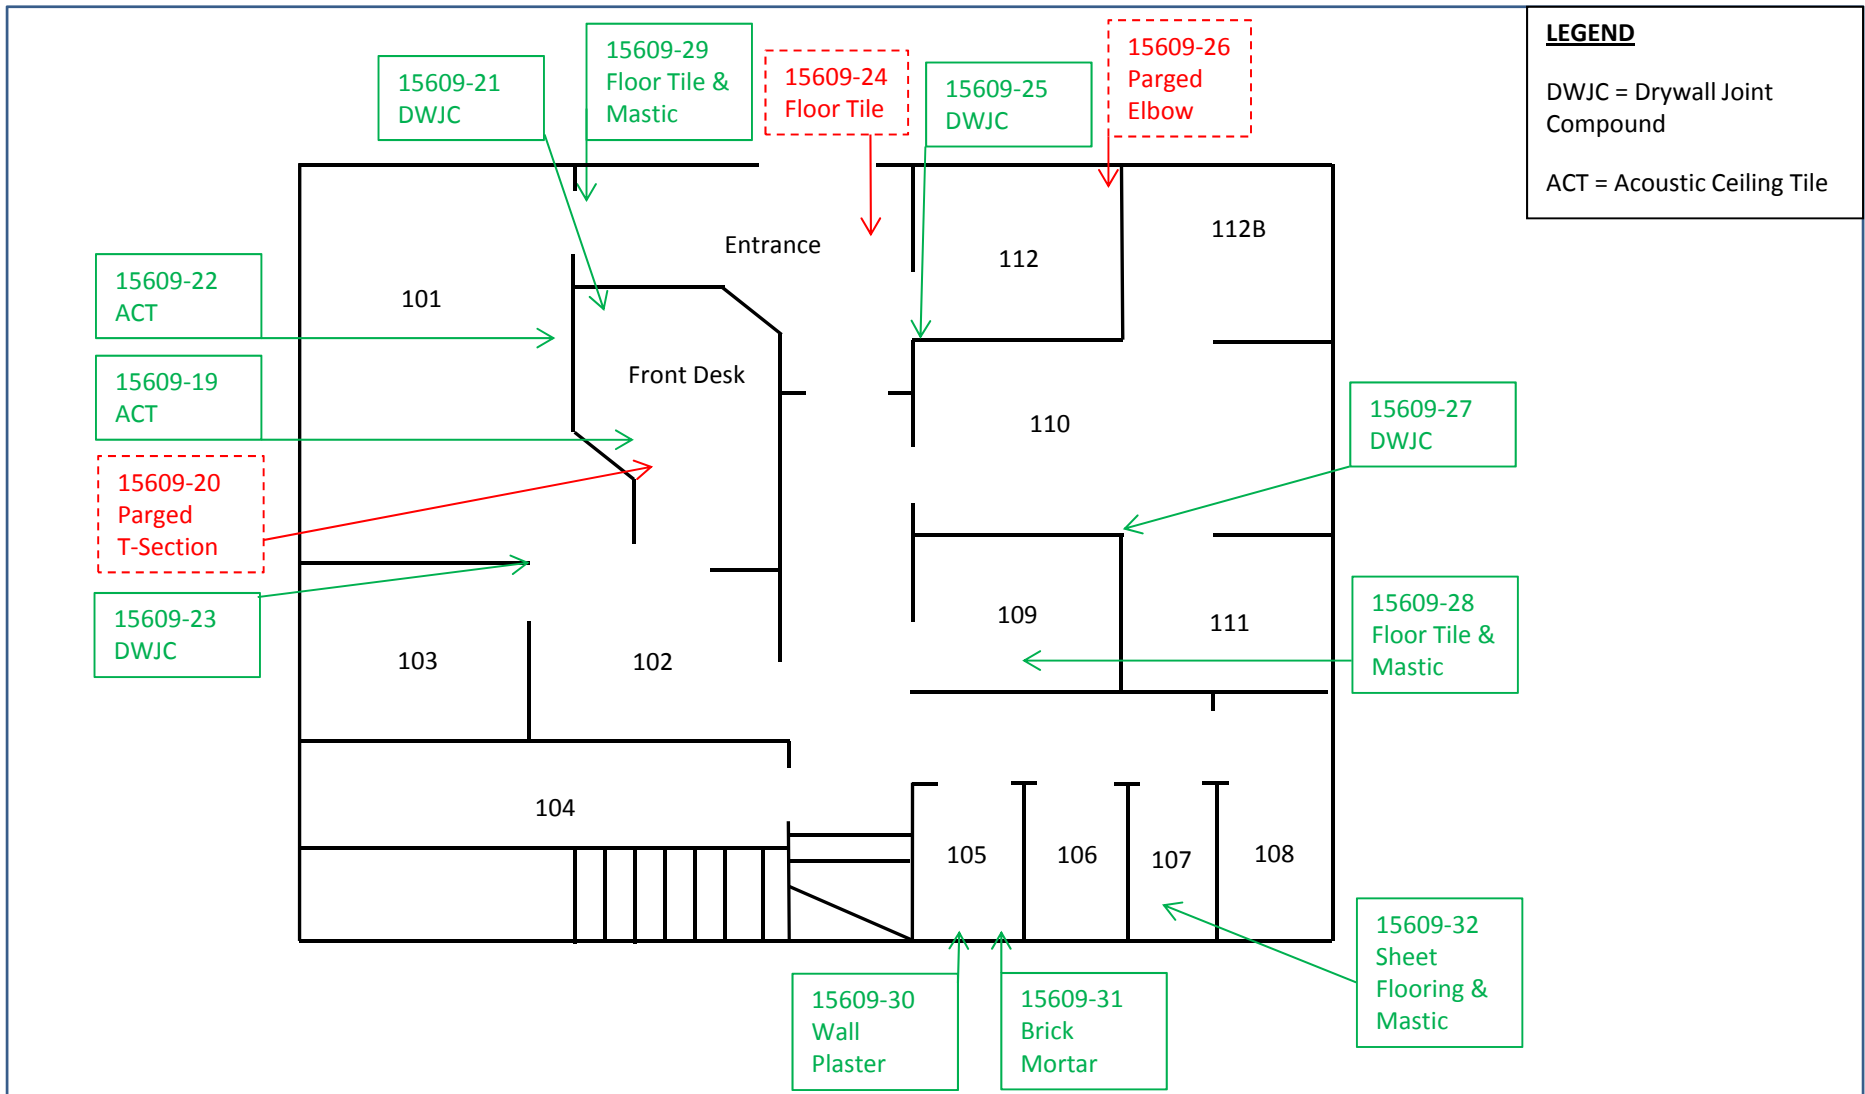 15609-29
Floor Tile &
Mastic
15609-26
Parged
Elbow
LEGEND
DWJC = Drywall Joint
Compound
ACT = Acoustic Ceiling Tile
15609-21
DWJC
15609-24
Floor Tile
15609-25
DWJC
Entrance
112
112B
15609-22
ACT
101
15609-19
ACT
Front Desk
110
15609-27
DWJC
15609-20
Parged
T-Section
15609-23
DWJC
103
102
109
111
15609-28
Floor Tile &
Mastic
104
105
106
107
108
15609-30
Wall
Plaster
15609-31
Brick
Mortar
15609-32
Sheet
Flooring &
Mastic